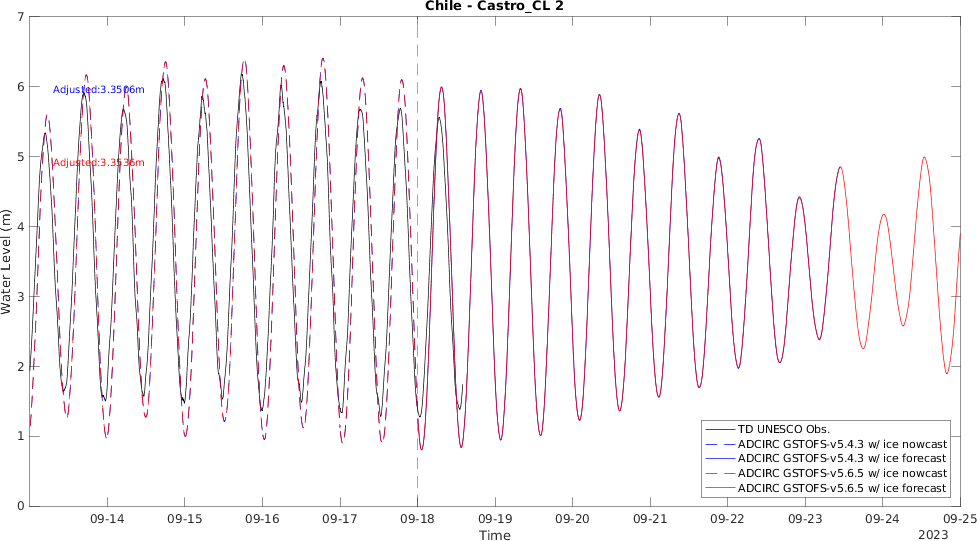 Chile - Castro_CL 2
7
6
5
4
3
2
1
0
Water Level (m)
Adjusted:3.3506m
Adjusted:3.3536m
TD UNESCO Obs.
ADCIRC GSTOFS-v5.4.3 w/ ice nowcast
ADCIRC GSTOFS-v5.4.3 w/ ice forecast
ADCIRC GSTOFS-v5.6.5 w/ ice nowcast
ADCIRC GSTOFS-v5.6.5 w/ ice forecast
09-14 09-15 09-16 09-17 09-18 09-19 09-20 09-21 09-22 09-23 09-24 09-25
Time
2023